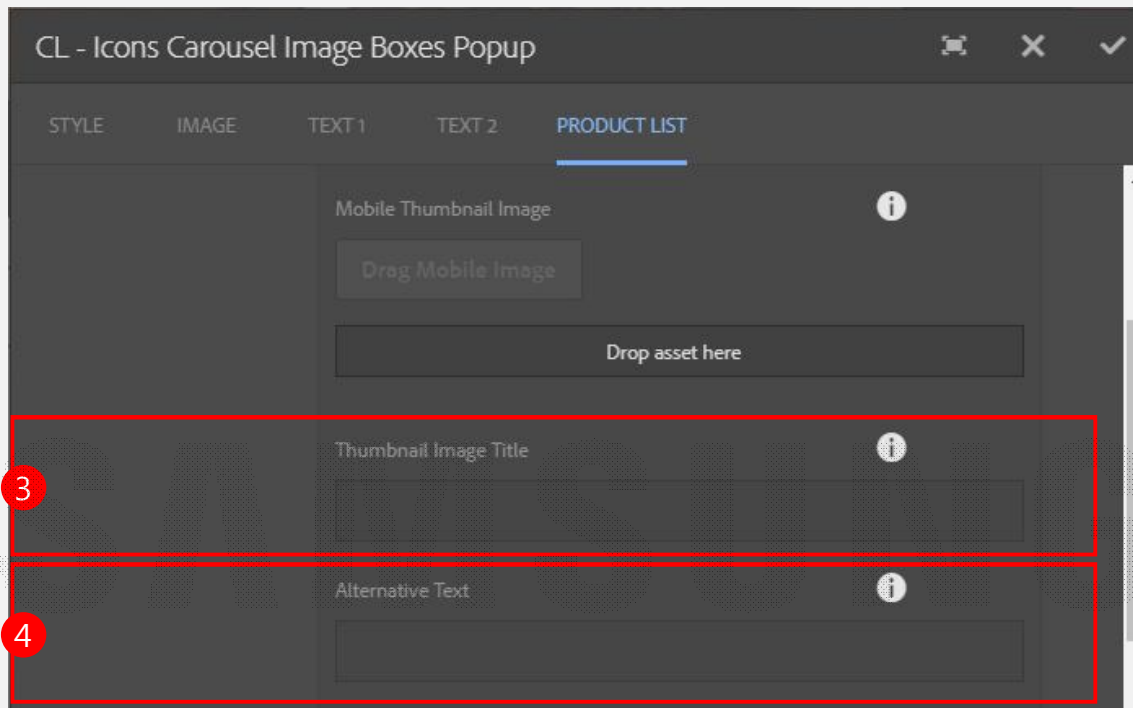 CL - Icons Carousel Image Boxes Popup
STYLE IMAGE TEXT 1 TEXT 2 PRODUCT LIST
Mobile Thumbnail Image
Drag Mobile Image
Drop asset here
Thumbnail Image Title
3
SAMSUNG
Alternative Text
4